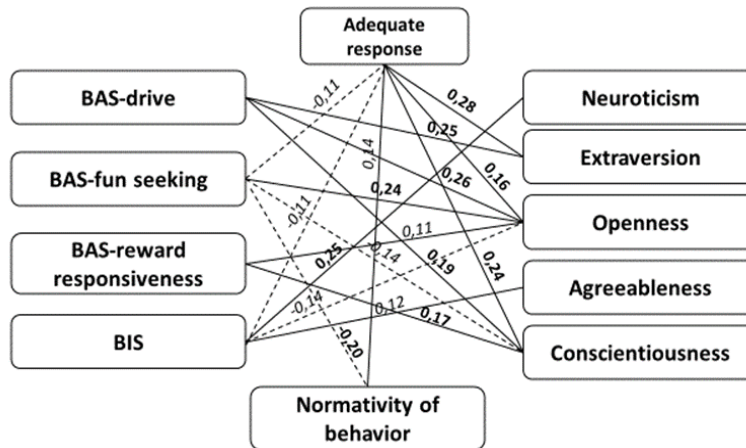 Adequate
response
BAS-drive
Neuroticism
-0,11
0,28
0,25
Extraversion
0,14
BAS-fun seeking
0,16
0,26
0,24
-0,11
Openness
0,11
BAS-reward
responsiveness
0,25
-0,14
0,19
0,24
Agreeableness
-0,14
0,12
0,17
BIS
-0,20
Conscientiousness
Normativity of
behavior